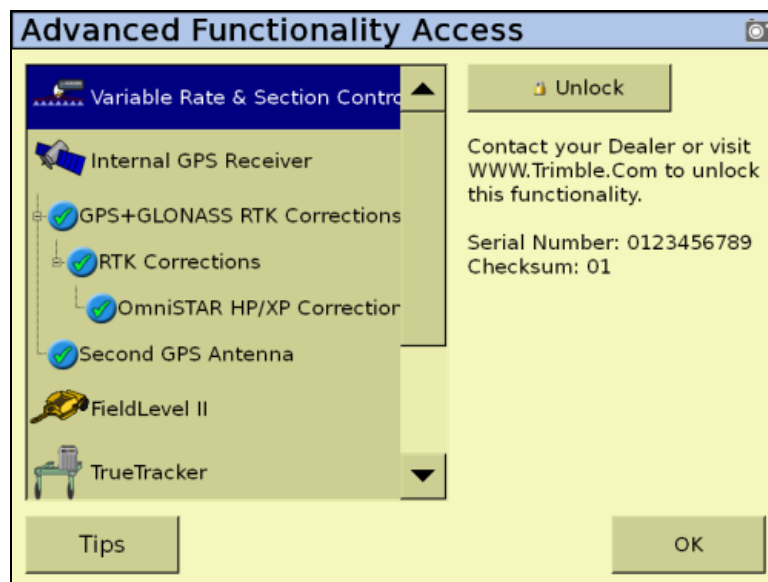 Advanced Functionality Access
Variable Rate & Section Contro
Internal GPS Receiver
GPS+GLONASS RTK Corrections
RTK Corrections
OmniSTAR HP/XP Correction
Second GPS Antenna
FieldLevel II
TrueTracker
Unlock
Contact your Dealer or visit
WWW.Trimble.Com to unlock
this functionality.
Serial Number: 0123456789
Checksum: 01
Tips
OK